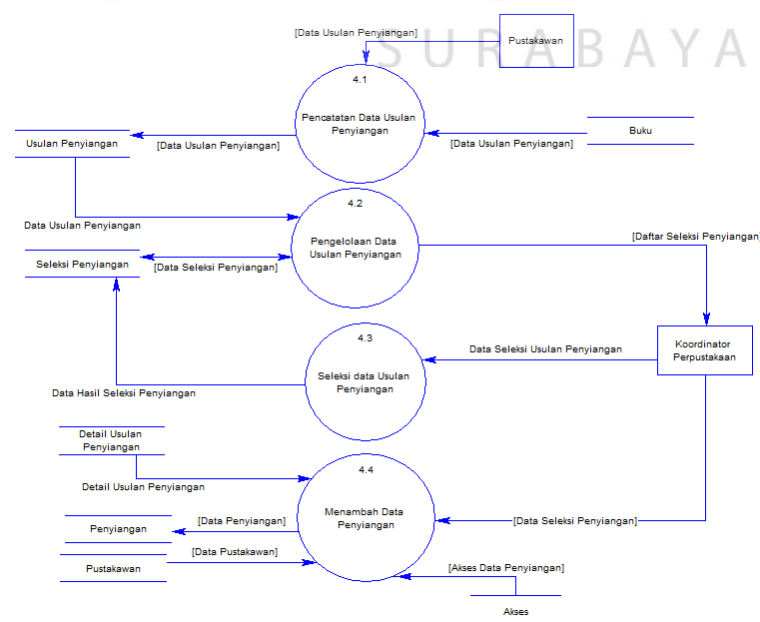 SURABAYA
[Data Usulan Penyiangan]
Pustakawan
4.1
Pencatatan Data Usulan
Penyiangan
Usulan Penyiangan
[Data Usulan Penyiangan]
[Data Usulan Penyiangan]
Buku
4.2
Pengelolaan Data
Usulan Penyiangan
Data Usulan Penyiangan
[Daftar Seleksi Penyiangan]
Seleksi Penyiangan
[Data Seleksi Penyiangan]
4.3
Seleksi data Usulan
Penyiangan
Data Seleksi Usulan Penyiangan
Koordinator
Perpustakaan
Data Hasil Seleksi Penyiangan
Detail Usulan
Penyiangan
Detail Usulan Penyiangan
4.4
Menambah Data
Penyiangan
Penyiangan
[Data Penyiangan]
[Data Seleksi Penyiangan]
[Data Pustakawan]
Pustakawan
[Akses Data Penyiangan]
Akses